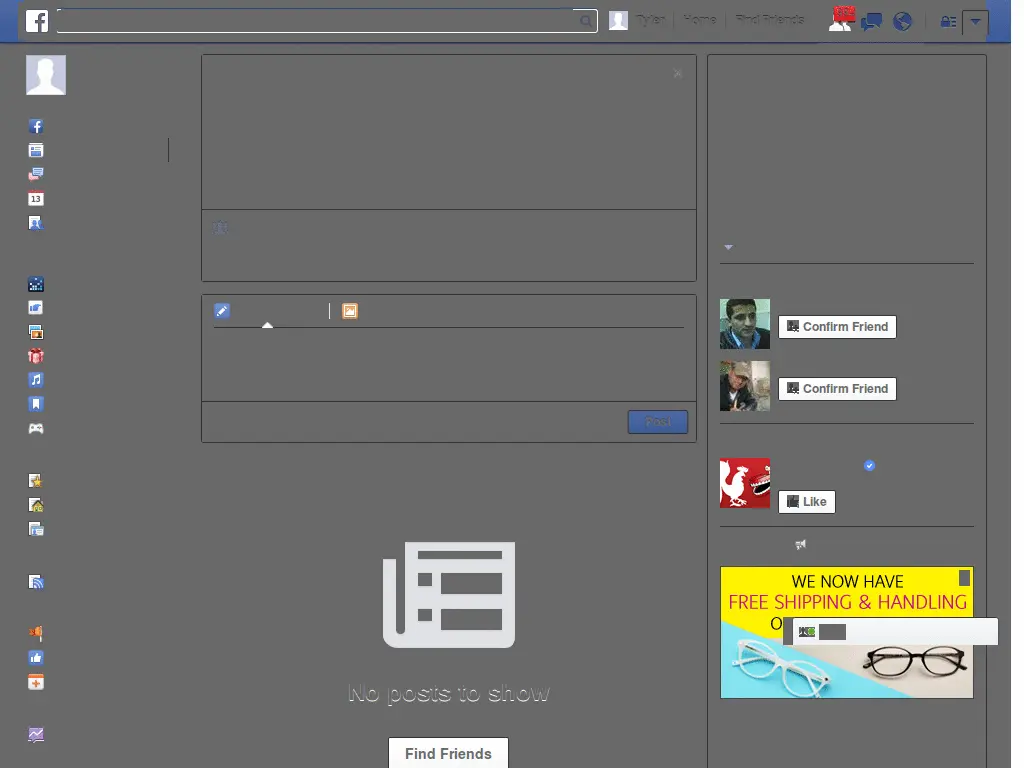 Tyler Home Find Friends
13
Confirm Friend
Confirm Friend
Post
Like
WE NOW HAVE
FREE SHIPPING & HANDLING
No posts to show
Find Friends